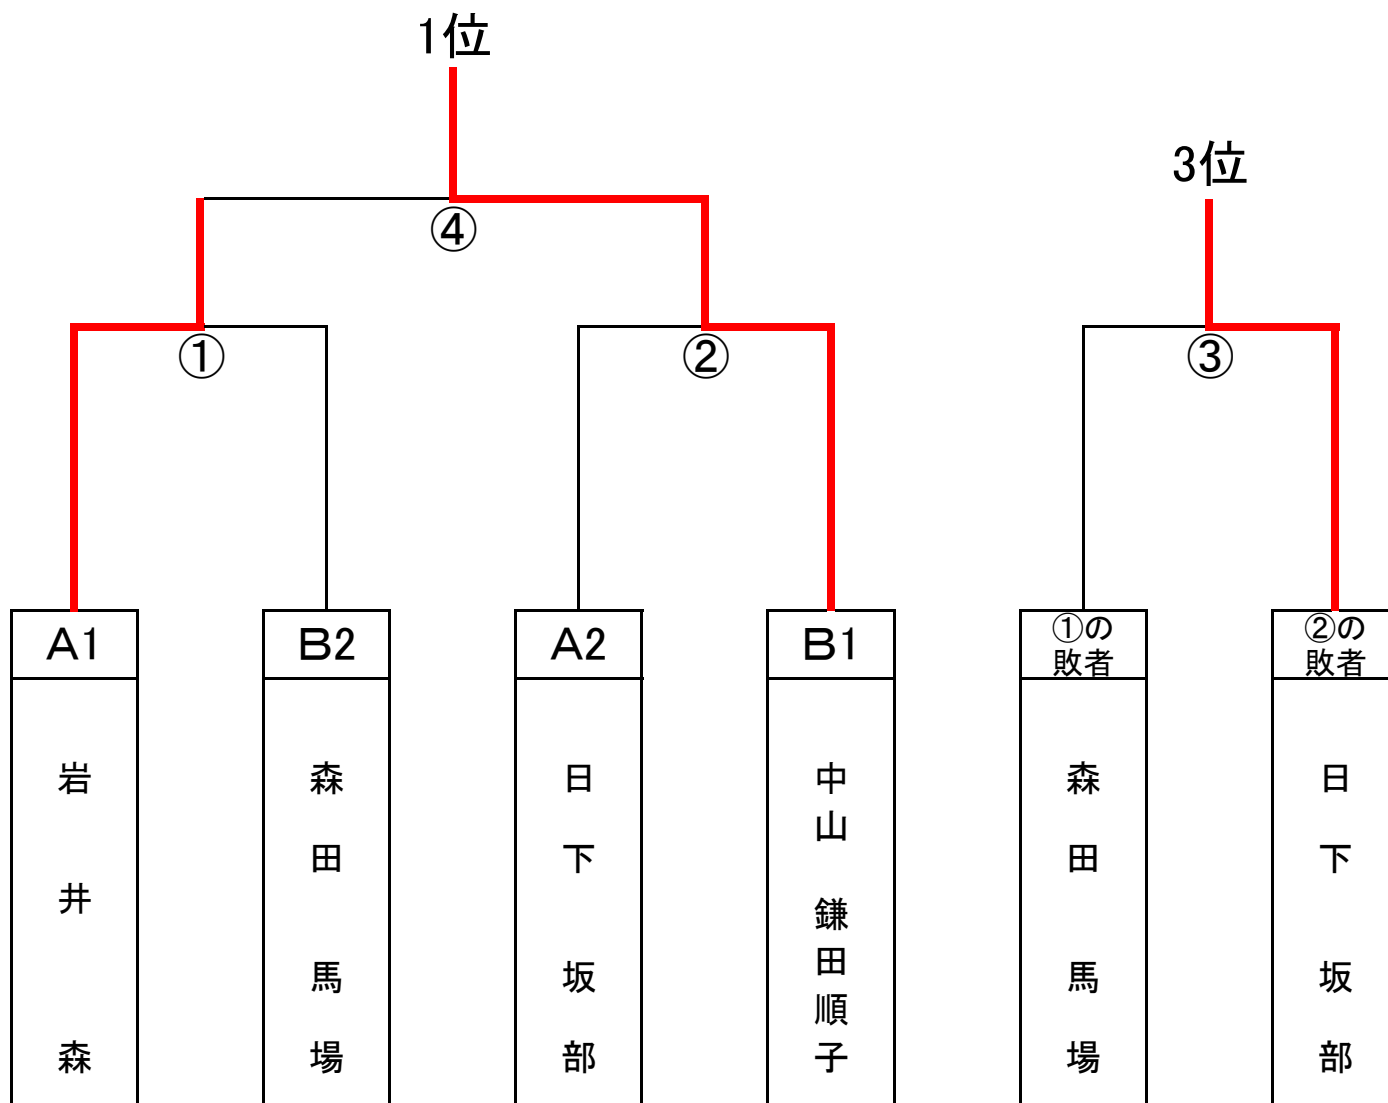 1位
3位
④
①
②
③
A1
B2
A2
B1
①の
敗者
②の
敗者
岩井 森
森田 馬場
日下 坂部
中山 鎌田順子
森田 馬場
日下 坂部